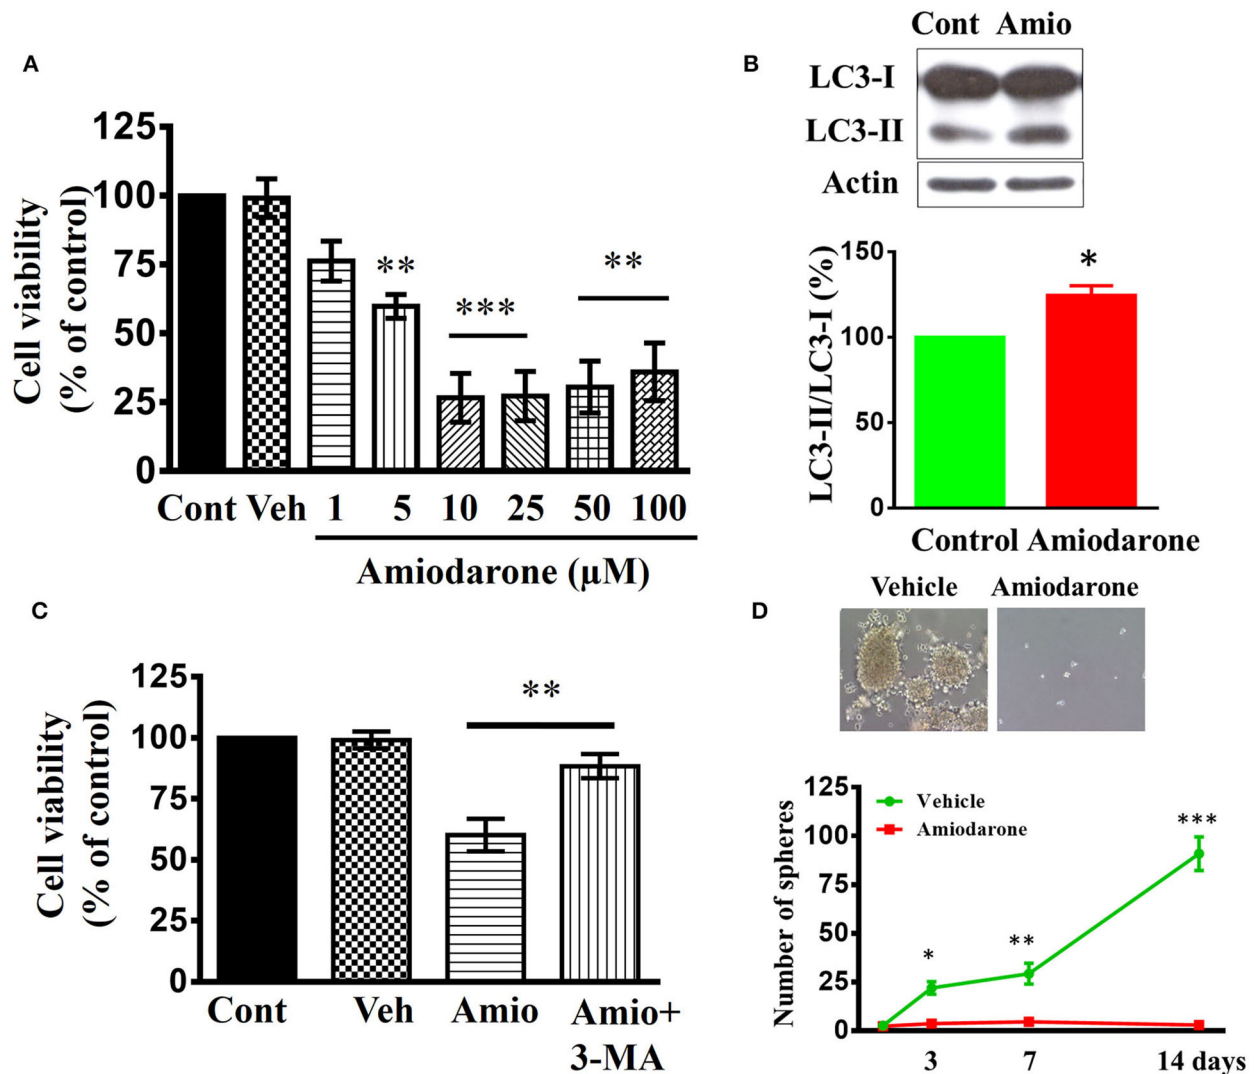 A
Cell viability
(% of control)
125
100
75
50
25
0
**
***
**
Cont Veh 1 5 10 25 50 100
Amiodarone (µM)
B
Cont Amio
LC3-I
LC3-II
Actin
LC3-II/LC3-I (%)
150
100
50
0
*
Control Amiodarone
C
Cell viability
(% of control)
125
100
75
50
25
0
**
Cont Veh Amio Amio+
3-MA
D
Vehicle Amiodarone
Number of spheres
125
100
75
50
25
0
Vehicle
Amiodarone
*
**
***
3 7 14 days